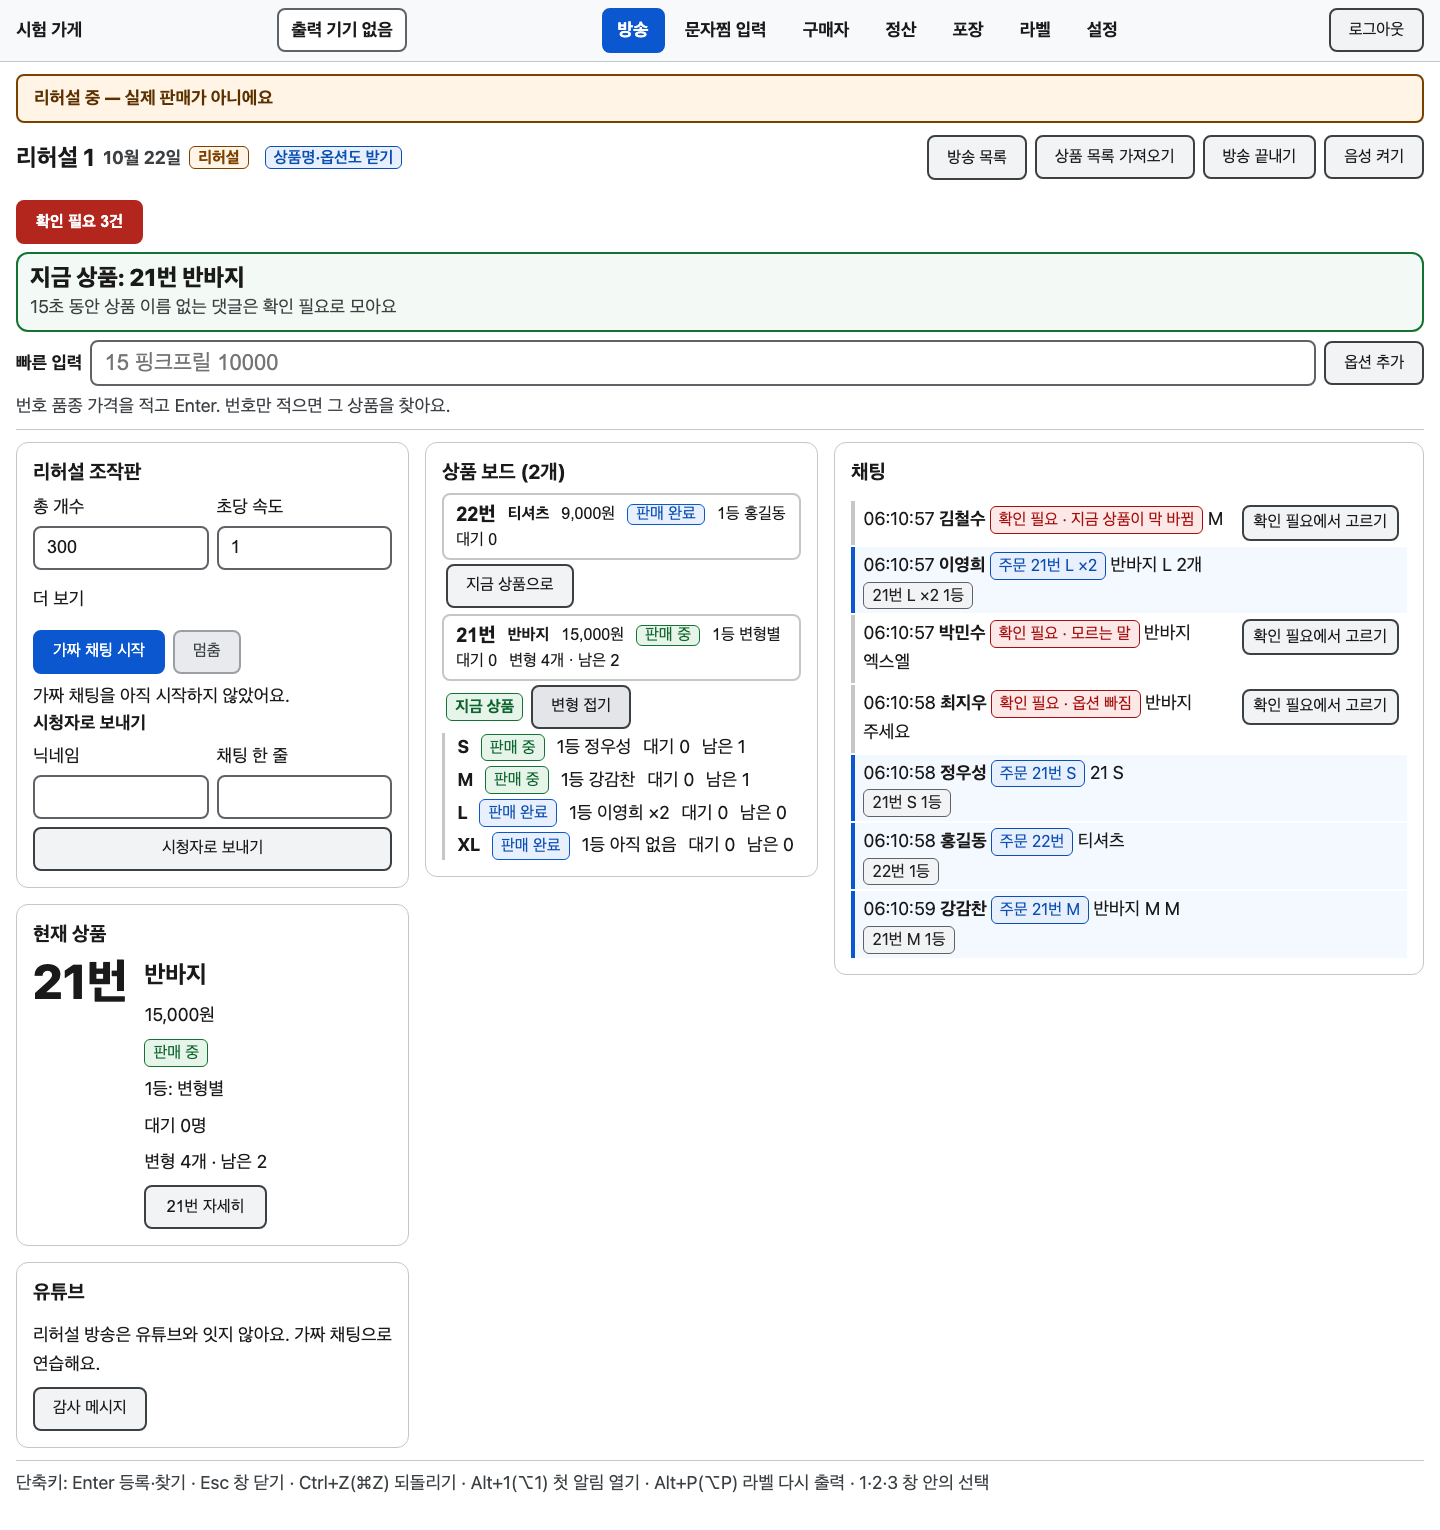 시험 가게
출력 기기 없음
방송
문자찜 입력
구매자
정산
포장
라벨
설정
로그아웃
리허설 중 — 실제 판매가 아니에요
리허설 1 10월 22일 리허설 상품명·옵션도 받기
방송 목록
상품 목록 가져오기
방송 끝내기
음성 켜기
확인 필요 3건
지금 상품: 21번 반바지
15초 동안 상품 이름 없는 댓글은 확인 필요로 모아요
빠른 입력
15 핑크프릴 10000
옵션 추가
번호 품종 가격을 적고 Enter. 번호만 적으면 그 상품을 찾아요.
리허설 조작판
총 개수
초당 속도
300
1
더 보기
가짜 채팅 시작
멈춤
가짜 채팅을 아직 시작하지 않았어요.
시청자로 보내기
닉네임
채팅 한 줄
시청자로 보내기
현재 상품
21번
반바지
15,000원
판매 중
1등: 변형별
대기 0명
변형 4개 · 남은 2
21번 자세히
유튜브
리허설 방송은 유튜브와 잇지 않아요. 가짜 채팅으로
연습해요.
감사 메시지
상품 보드 (2개)
22번 티셔츠 9,000원 판매 완료 1등 홍길동
대기 0
지금 상품으로
21번 반바지 15,000원 판매 중 1등 변형별
대기 0 변형 4개 · 남은 2
지금 상품
변형 접기
S 판매 중 1등 정우성 대기 0 남은 1
M 판매 중 1등 강감찬 대기 0 남은 1
L 판매 완료 1등 이영희 ×2 대기 0 남은 0
XL 판매 완료 1등 아직 없음 대기 0 남은 0
채팅
06:10:57 김철수 확인 필요 · 지금 상품이 막 바뀜 M
확인 필요에서 고르기
06:10:57 이영희 주문 21번 L ×2 반바지 L 2개
21번 L ×2 1등
06:10:57 박민수 확인 필요 · 모르는 말 반바지
엑스엘
확인 필요에서 고르기
06:10:58 최지우 확인 필요 · 옵션 빠짐 반바지
주세요
확인 필요에서 고르기
06:10:58 정우성 주문 21번 S 21 S
21번 S 1등
06:10:58 홍길동 주문 22번 티셔츠
22번 1등
06:10:59 강감찬 주문 21번 M 반바지 M M
21번 M 1등
단축키: Enter 등록·찾기 · Esc 창 닫기 · Ctrl+Z(⌘Z) 되돌리기 · Alt+1(⌥1) 첫 알림 열기 · Alt+P(⌥P) 라벨 다시 출력 · 1·2·3 창 안의 선택